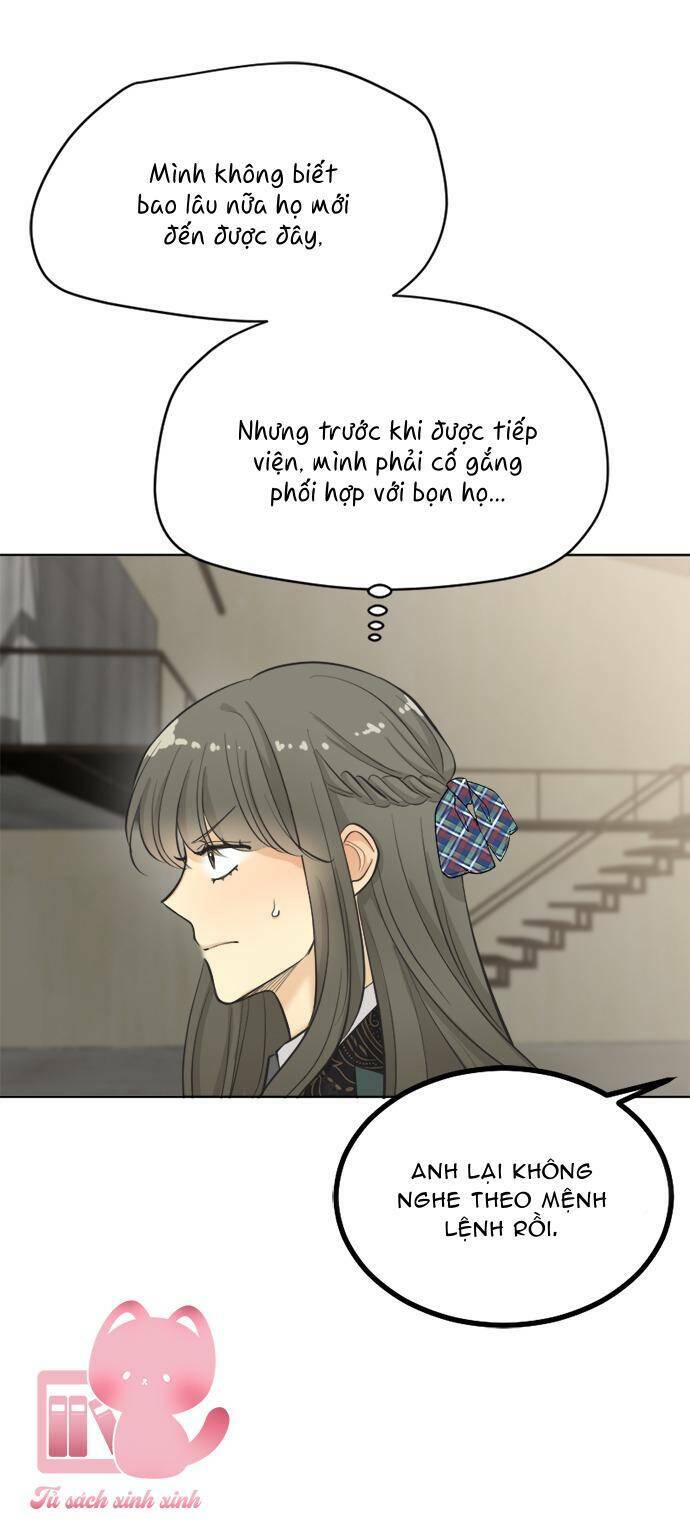 Mình không biết
bao lâu nữa họ mới
đến được đây.
Nhưng trước khi được tiếp
viện, mình phải cố gắng
phối hợp với bọn họ...
ANH LẠI KHÔNG
NGHE THEO MỆNH
LỆNH RỒI.
Tủ sách xinh xinh